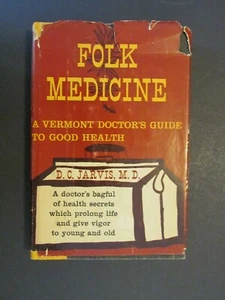 FOLK
MEDICINE
A VERMONT DOCTOR'S GUIDE
TO GOOD HEALTH
D. C. JARVIS, M. D.
A doctor's bagful
of health secrets
which prolong life
and give vigor
to young and old